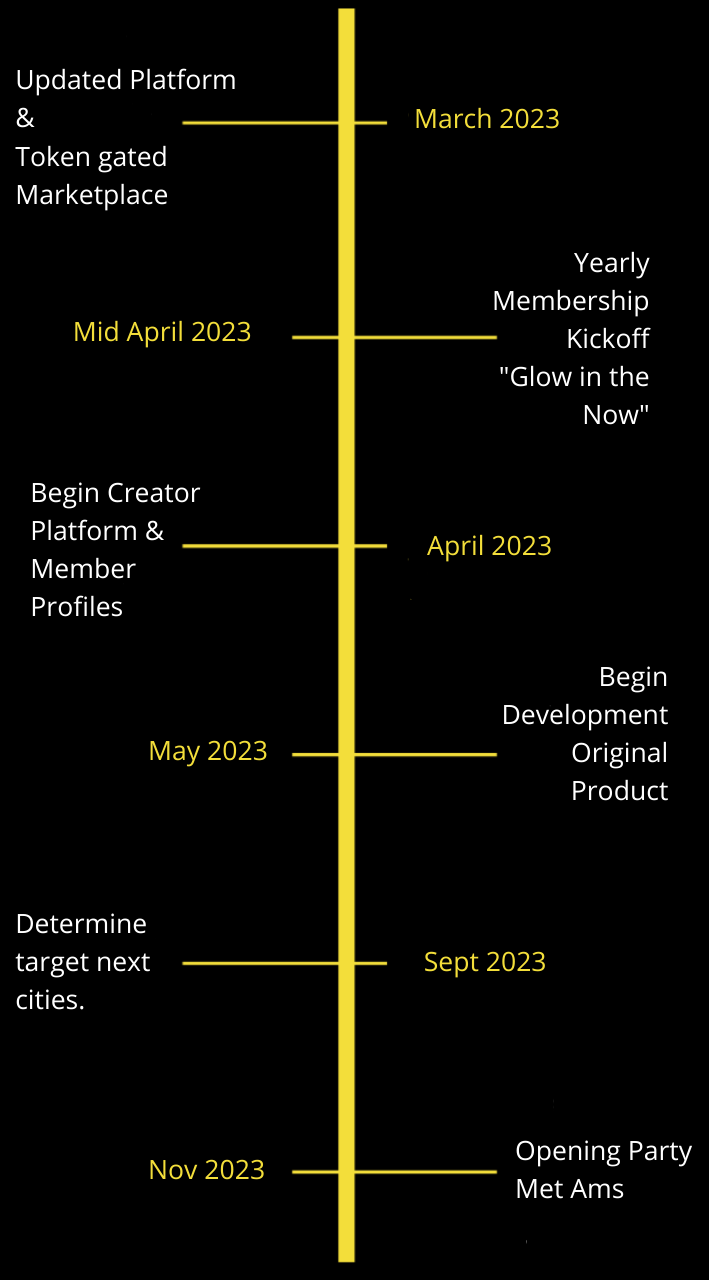 Updated Platform
&
Token gated
Marketplace
March 2023
Mid April 2023
Yearly
Membership
Kickoff
"Glow in the
Now"
Begin Creator
Platform &
Member
Profiles
April 2023
May 2023
Begin
Development
Original
Product
Determine
target next
cities.
Sept 2023
Nov 2023
Opening Party
Met Ams